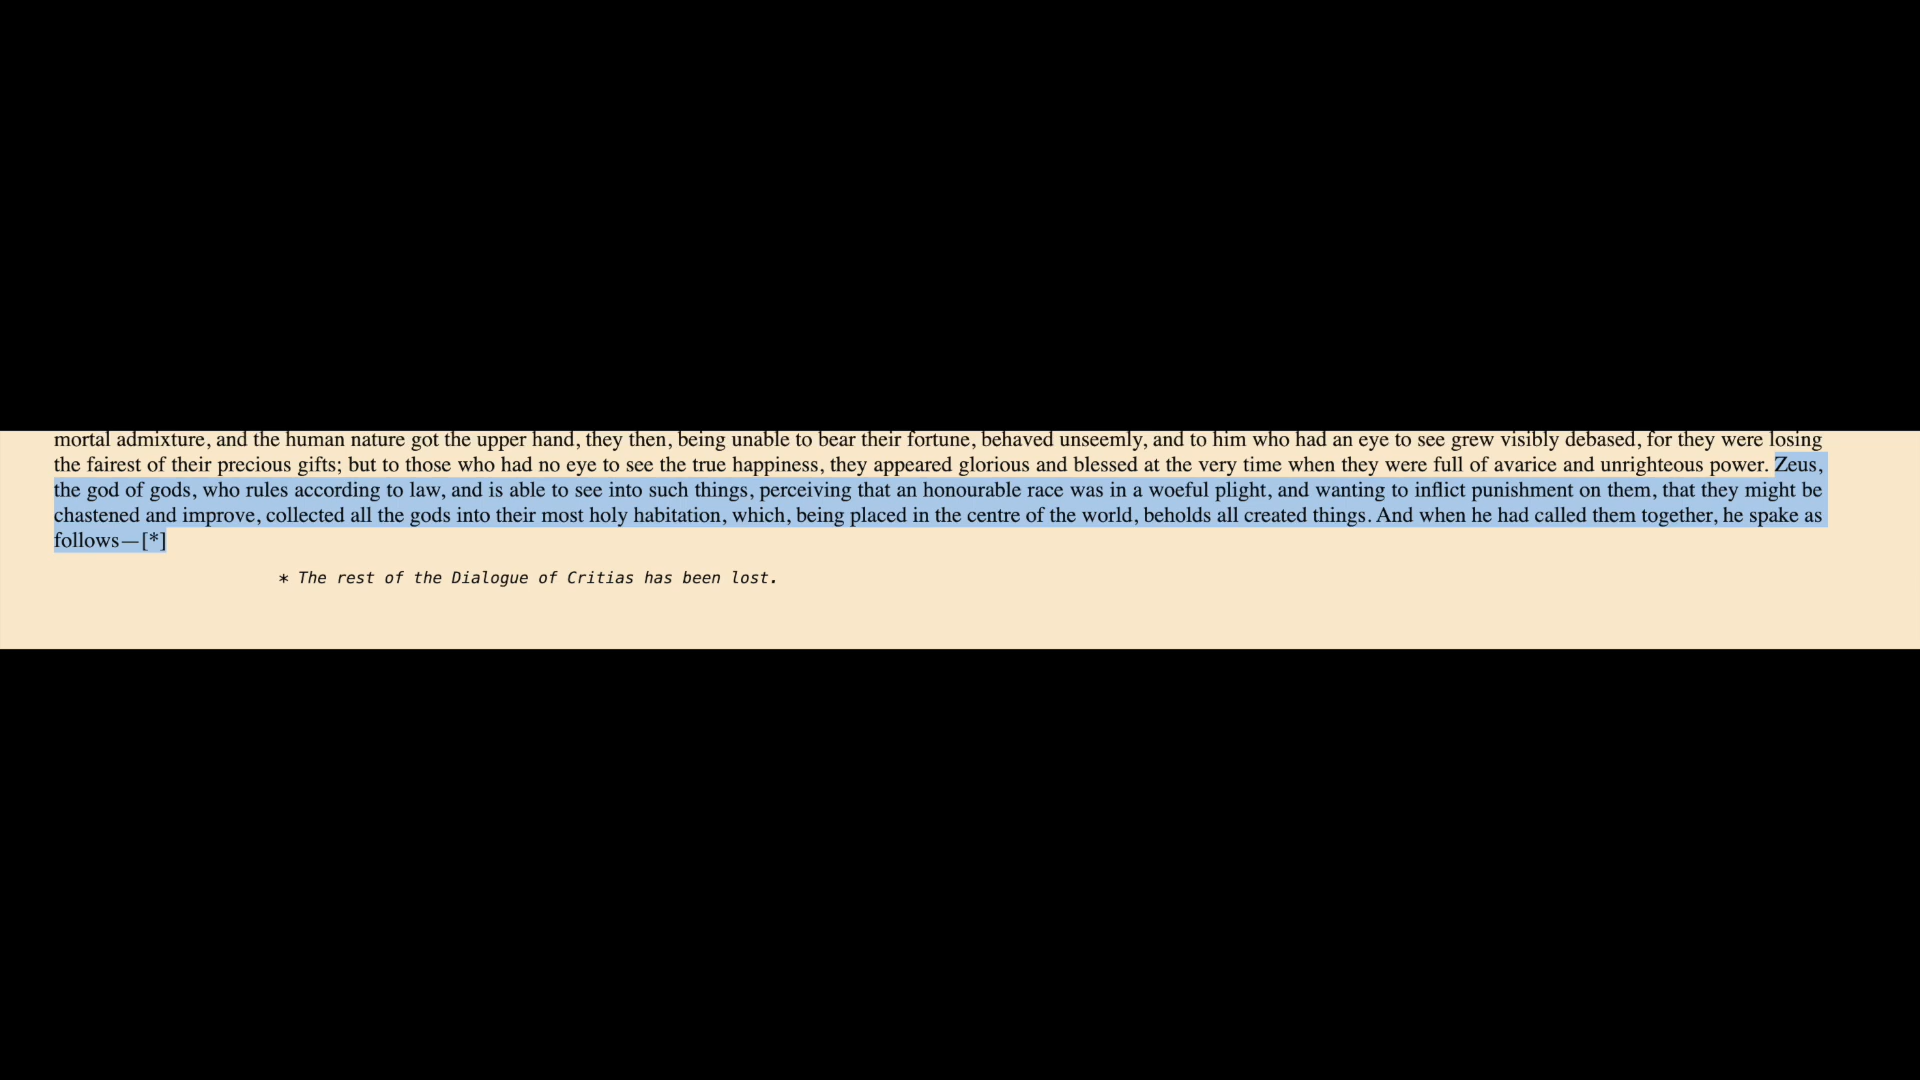 mortal admixture, and the human nature got the upper hand, they then, being unable to bear their fortune, behaved unseemly, and to him who had an eye to see grew visibly debased, for they were losing
the fairest of their precious gifts; but to those who had no eye to see the true happiness, they appeared glorious and blessed at the very time when they were full of avarice and unrighteous power. Zeus,
the god of gods, who rules according to law, and is able to see into such things, perceiving that an honourable race was in a woeful plight, and wanting to inflict punishment on them, that they might be
chastened and improve, collected all the gods into their most holy habitation, which, being placed in the centre of the world, beholds all created things. And when he had called them together, he spake as
follows—[*]
* The rest of the Dialogue of Critias has been lost.